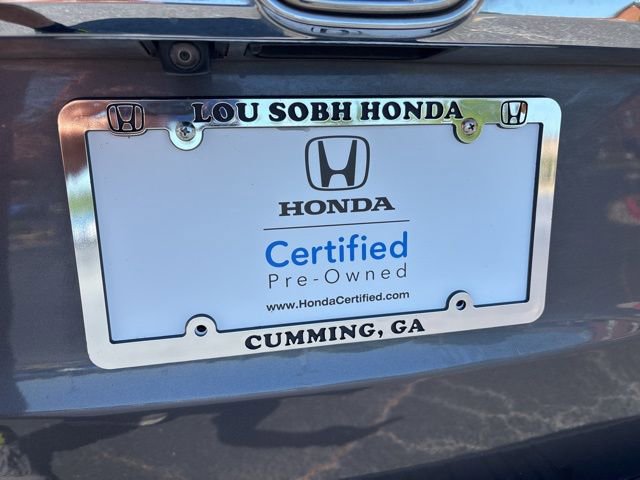 LOU SOBH HONDA
HONDA
Certified
Pre-Owned
www.HondaCertified.com
CUMMING, GA